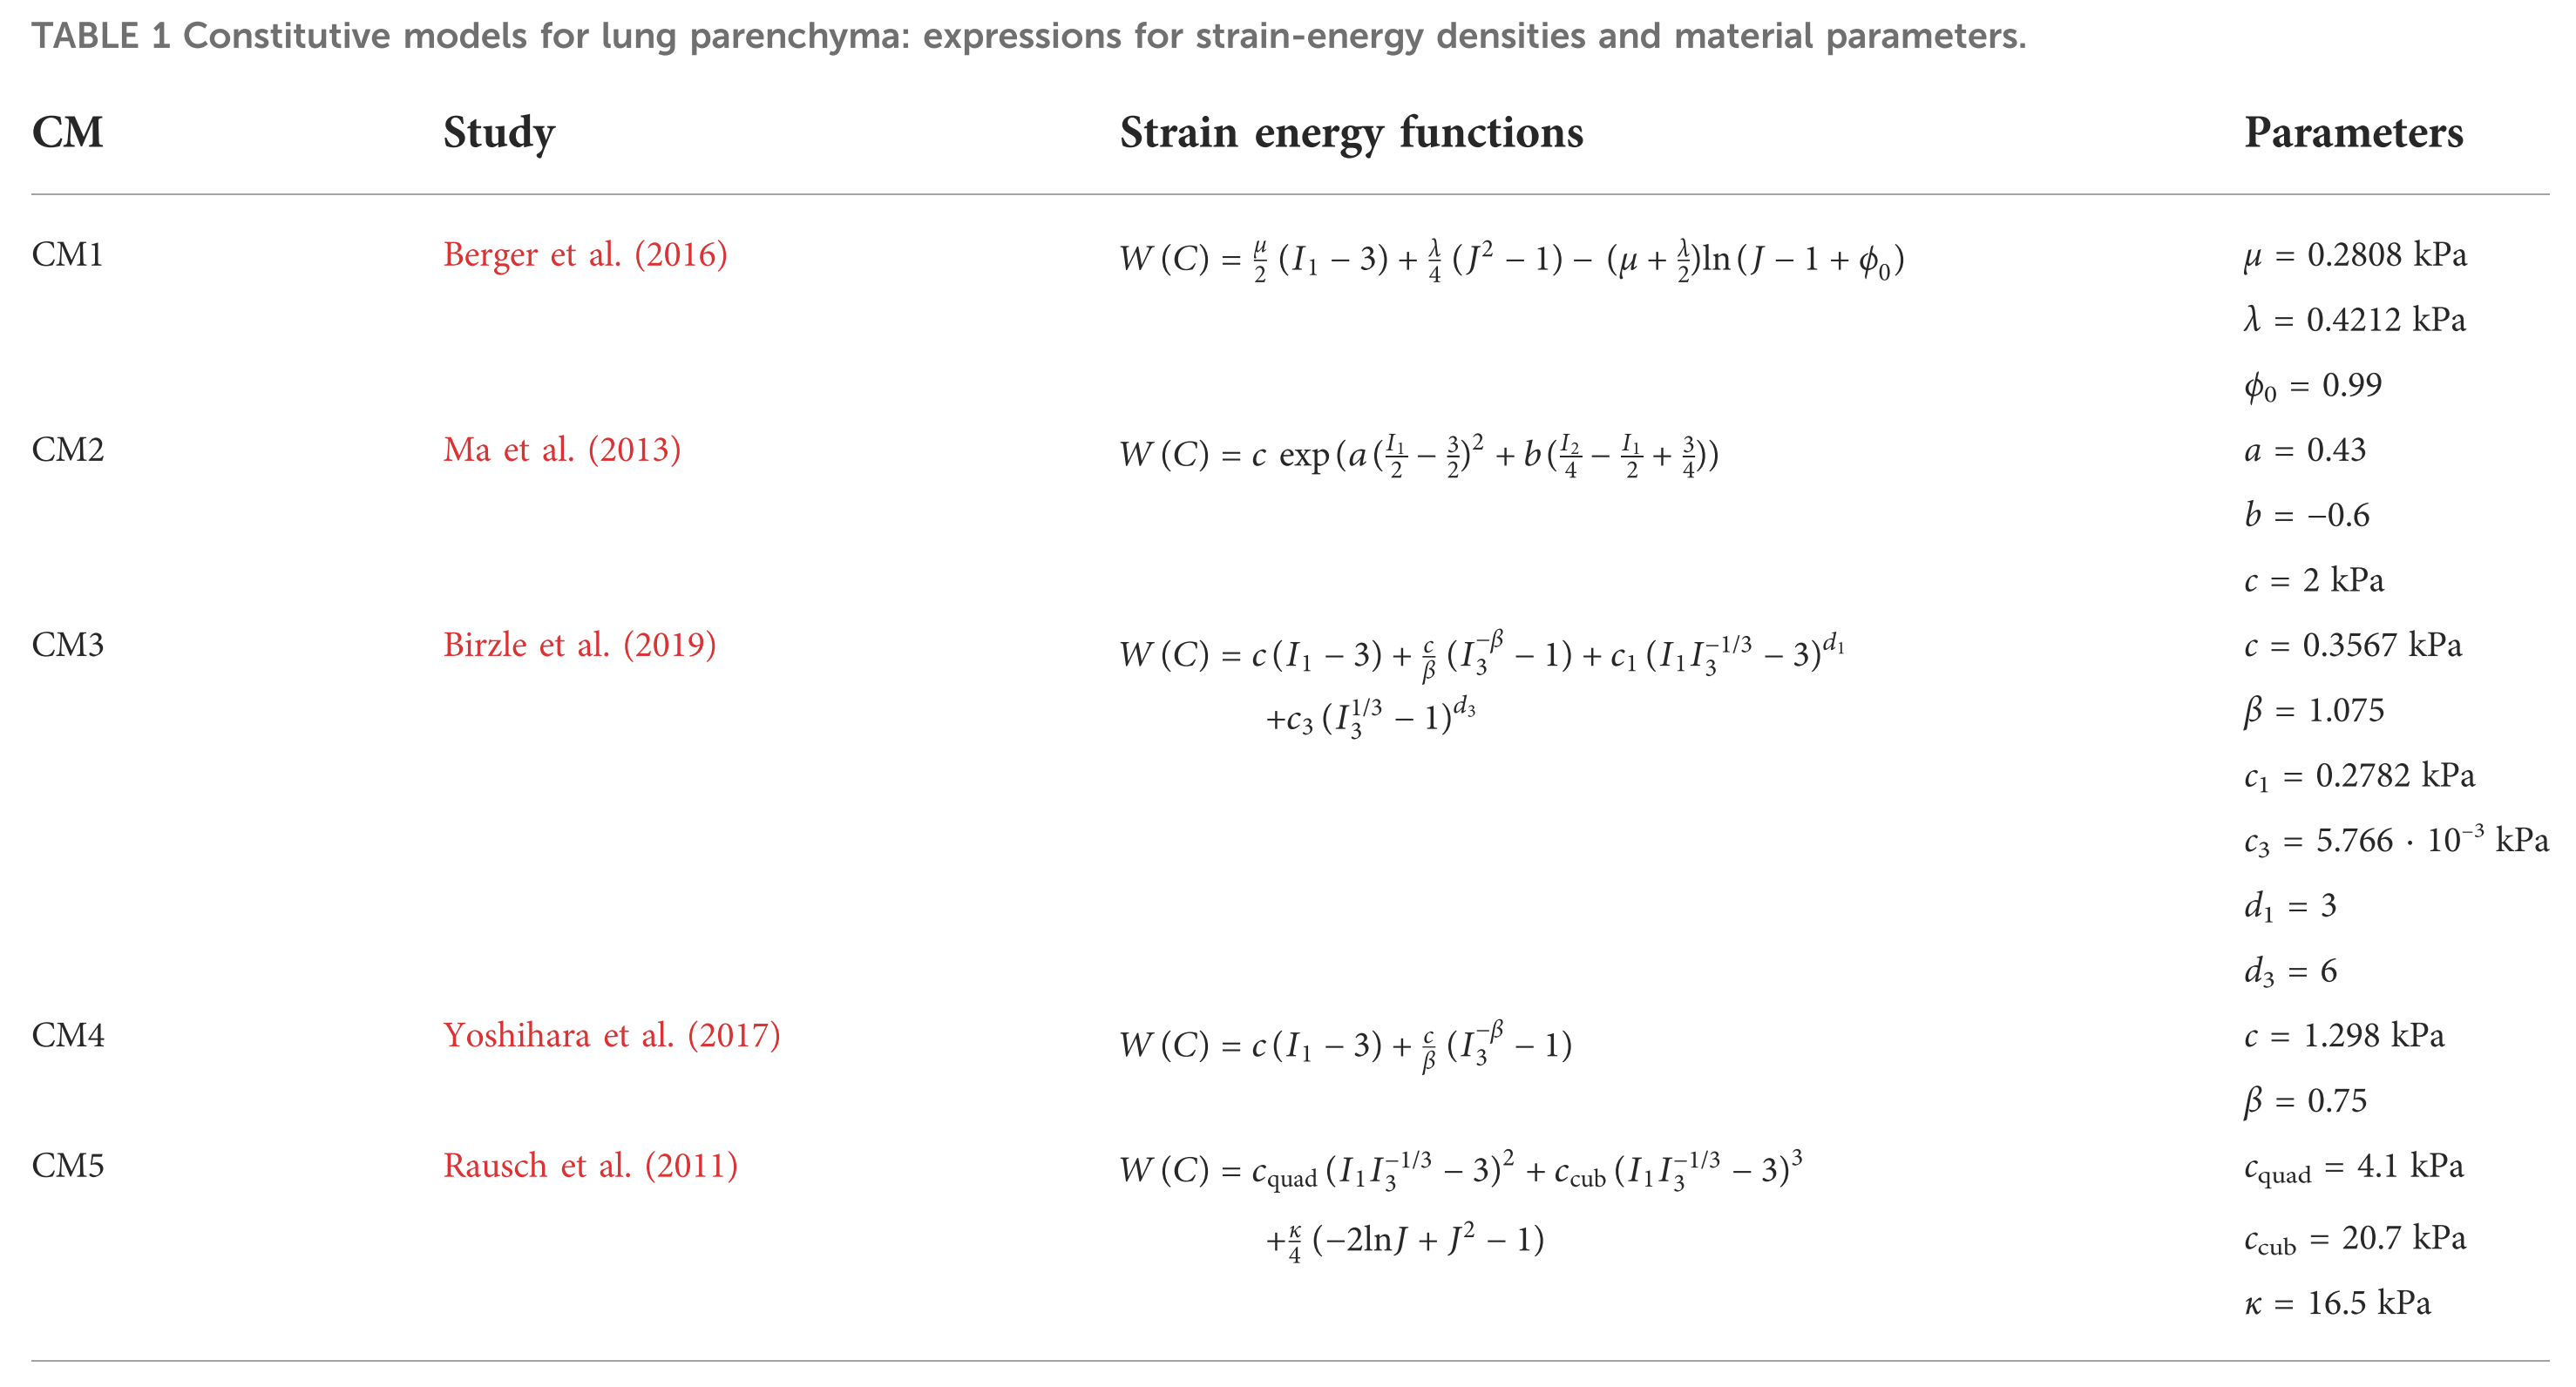 TABLE 1 Constitutive models for lung parenchyma: expressions for strain-energy densities and material parameters.
CM Study Strain energy functions Parameters
CM1 Berger et al. (2016) W (C) = μ/2 (I₁ − 3) + λ/4 (J² − 1) − (μ + λ/2)ln (J − 1 + ϕ₀) μ = 0.2808 kPa
λ = 0.4212 kPa
ϕ₀ = 0.99
CM2 Ma et al. (2013) W (C) = c exp (a (I₁/2 − 3/2)² + b (I₂/4 − I₁/2 + 3/4)) a = 0.43
b = −0.6
c = 2 kPa
CM3 Birzle et al. (2019) W (C) = c (I₁ − 3) + c/β (I₃^−β − 1) + c₁ (I₁I₃^−1/3 − 3)^d₁ c = 0.3567 kPa
+c₃ (I₃^1/3 − 1)^d₃ β = 1.075
c₁ = 0.2782 kPa
c₃ = 5.766 · 10⁻³ kPa
d₁ = 3
d₃ = 6
CM4 Yoshihara et al. (2017) W (C) = c (I₁ − 3) + c/β (I₃^−β − 1) c = 1.298 kPa
β = 0.75
CM5 Rausch et al. (2011) W (C) = c_quad (I₁I₃^−1/3 − 3)² + c_cub (I₁I₃^−1/3 − 3)³ c_quad = 4.1 kPa
+κ/4 (−2lnJ + J² − 1) c_cub = 20.7 kPa
κ = 16.5 kPa